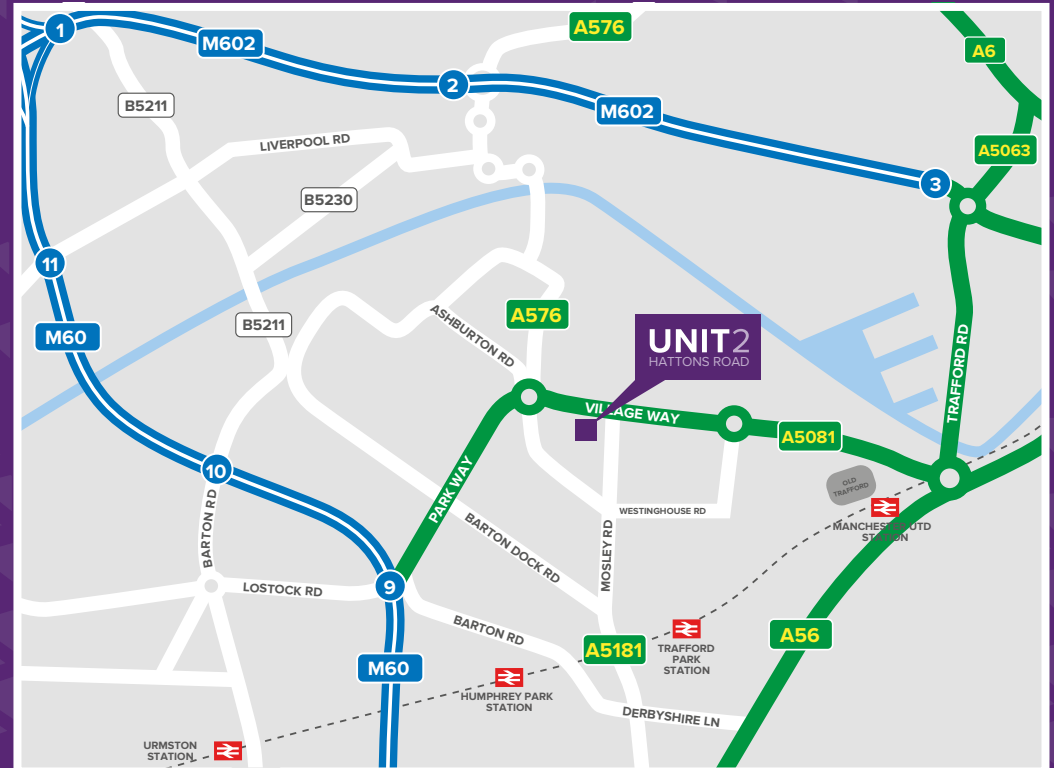 1
M602
A576
A6
2
M602
B5211
LIVERPOOL RD
A5063
3
B5230
11
M60
B5211
ASHBURTON RD
A576
UNIT2
HATTONS ROAD
TRAFFORD RD
VILLAGE WAY
A5081
10
PARK WAY
OLD
TRAFFORD
MANCHESTER UTD
STATION
WESTINGHOUSE RD
BARTON RD
BARTON DOCK RD
MOSLEY RD
9
LOSTOCK RD
BARTON RD
A5181
TRAFFORD
PARK
STATION
A56
M60
HUMPHREY PARK
STATION
DERBYSHIRE LN
URMSTON
STATION